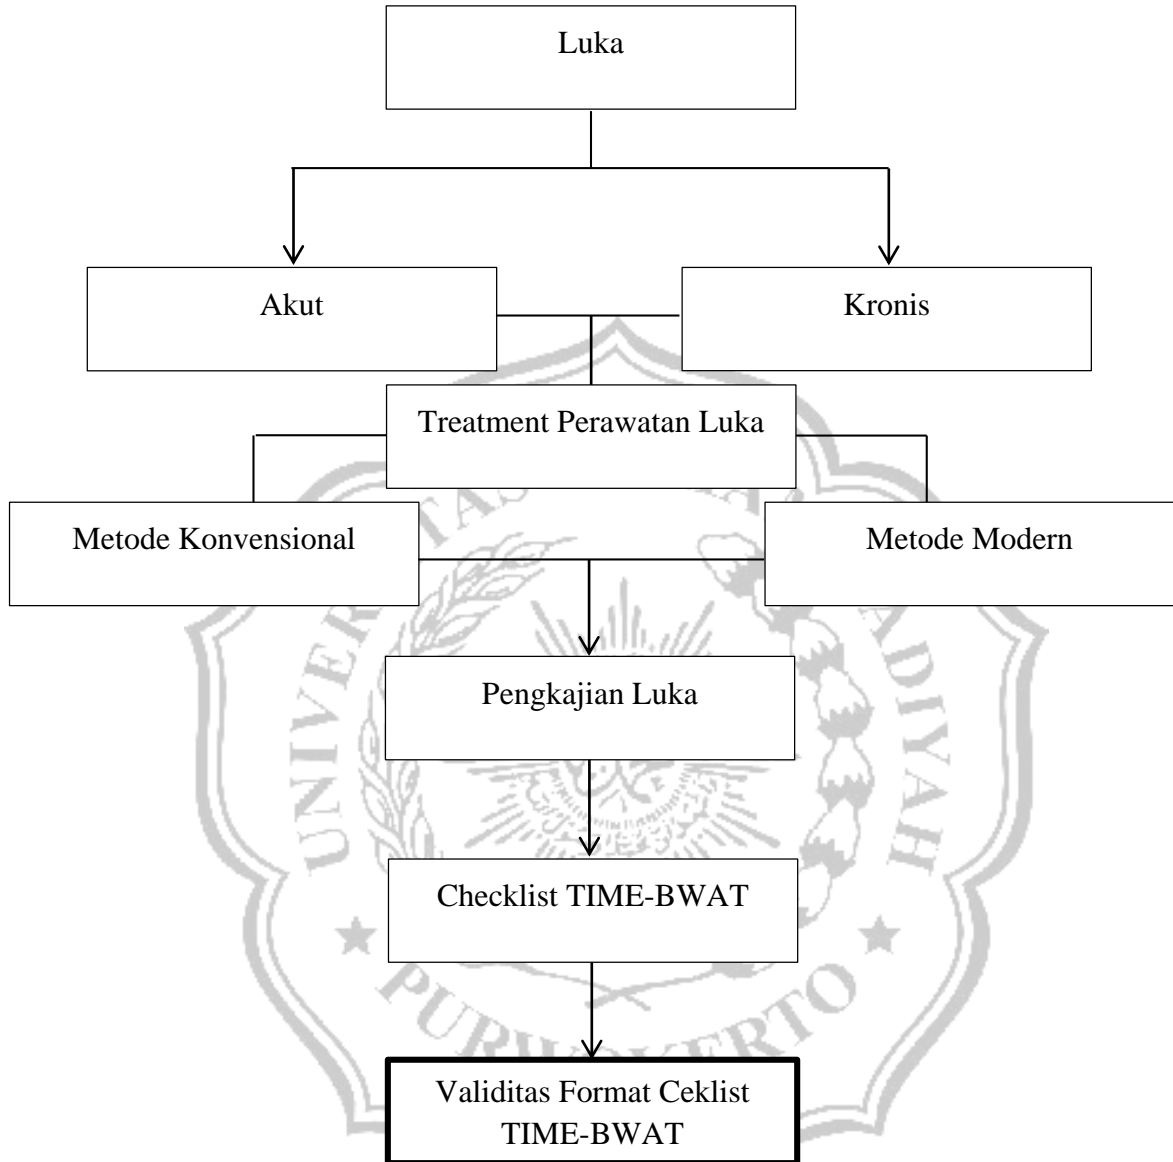 Luka
Akut
Kronis
Treatment Perawatan Luka
Metode Konvensional
Metode Modern
Pengkajian Luka
Checklist TIME-BWAT
Validitas Format Ceklist
TIME-BWAT
PURWOKERTO